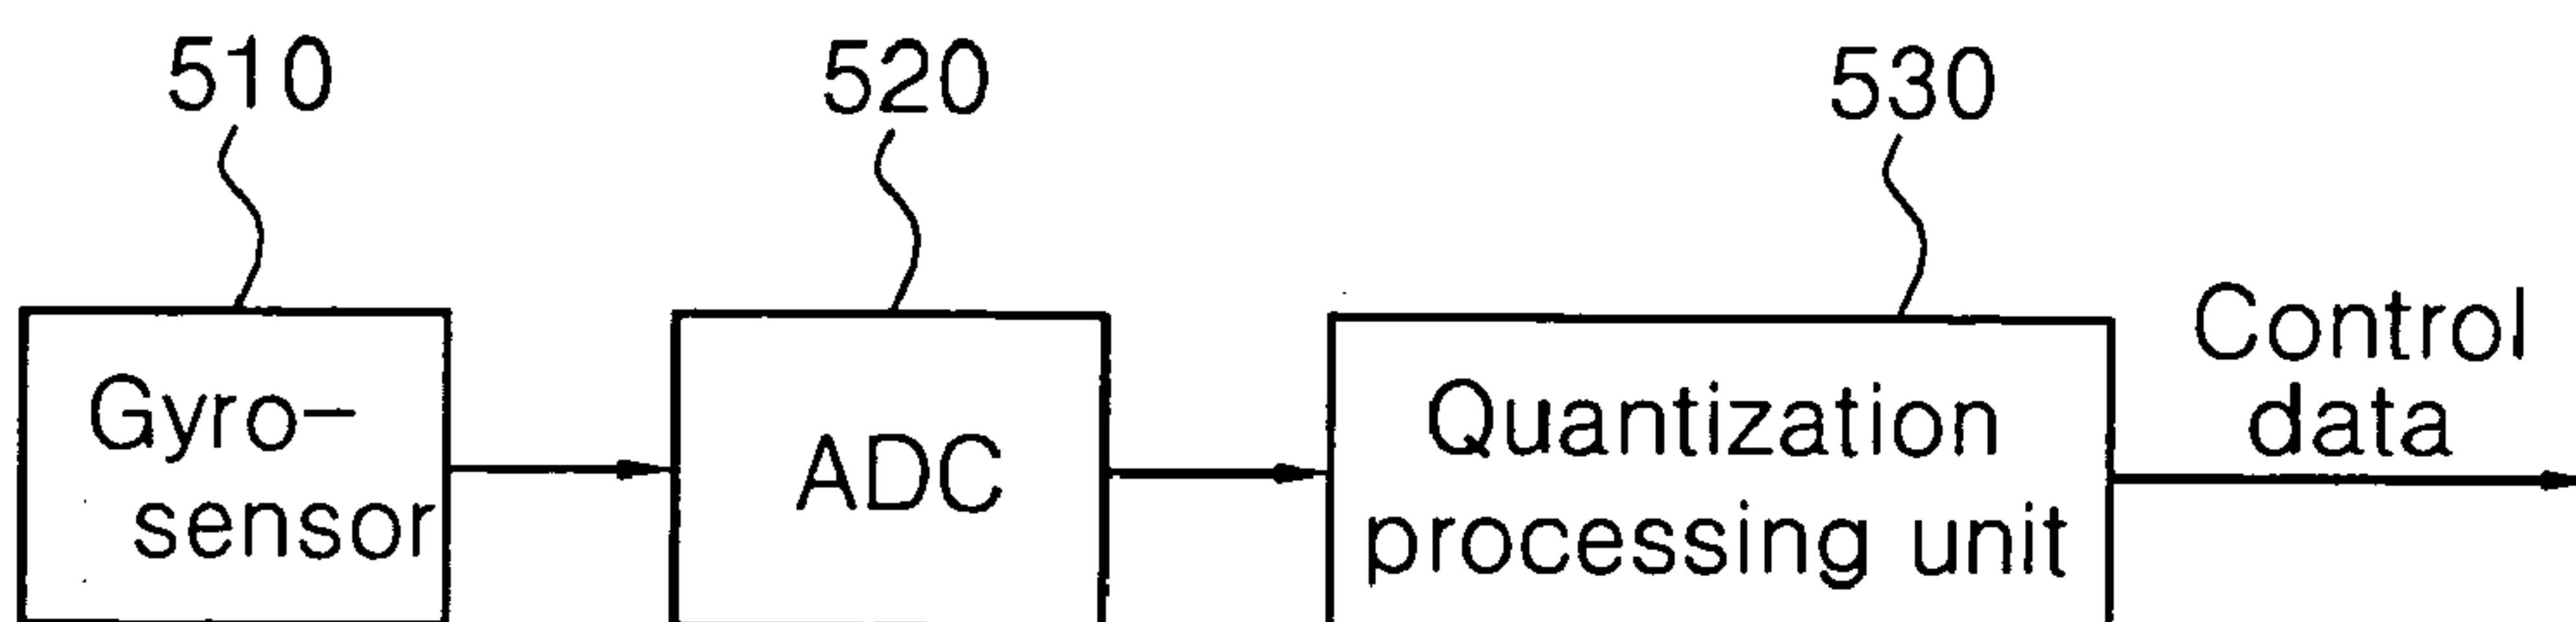 510
520
530
Gyro-
sensor
ADC
Quantization
processing unit
Control
data